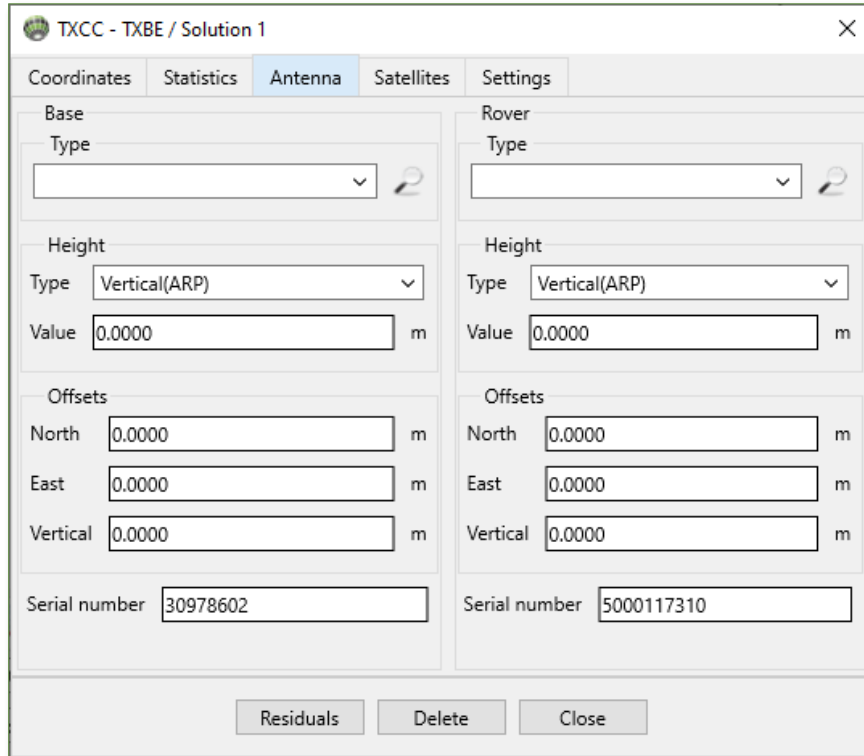 TXCC - TXBE / Solution 1
Coordinates Statistics Antenna Satellites Settings
Base
Type
Height
Type Vertical(ARP)
Value 0.0000 m
Offsets
North 0.0000 m
East 0.0000 m
Vertical 0.0000 m
Serial number 30978602
Rover
Type
Height
Type Vertical(ARP)
Value 0.0000 m
Offsets
North 0.0000 m
East 0.0000 m
Vertical 0.0000 m
Serial number 5000117310
Residuals Delete Close